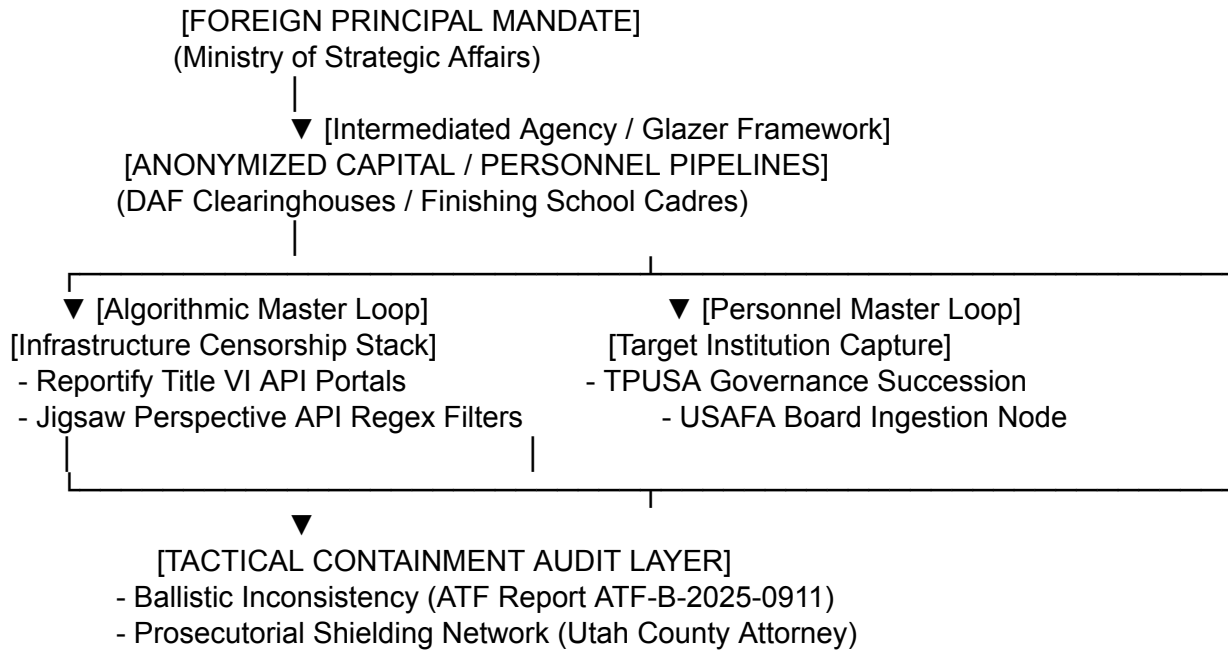 [FOREIGN PRINCIPAL MANDATE]
(Ministry of Strategic Affairs)
▼ [Intermediated Agency / Glazer Framework]
[ANONYMIZED CAPITAL / PERSONNEL PIPELINES]
(DAF Clearinghouses / Finishing School Cadres)
▼ [Algorithmic Master Loop] ▼ [Personnel Master Loop]
[Infrastructure Censorship Stack] [Target Institution Capture]
- Reportify Title VI API Portals - TPUSA Governance Succession
- Jigsaw Perspective API Regex Filters - USAFA Board Ingestion Node
▼
[TACTICAL CONTAINMENT AUDIT LAYER]
- Ballistic Inconsistency (ATF Report ATF-B-2025-0911)
- Prosecutorial Shielding Network (Utah County Attorney)